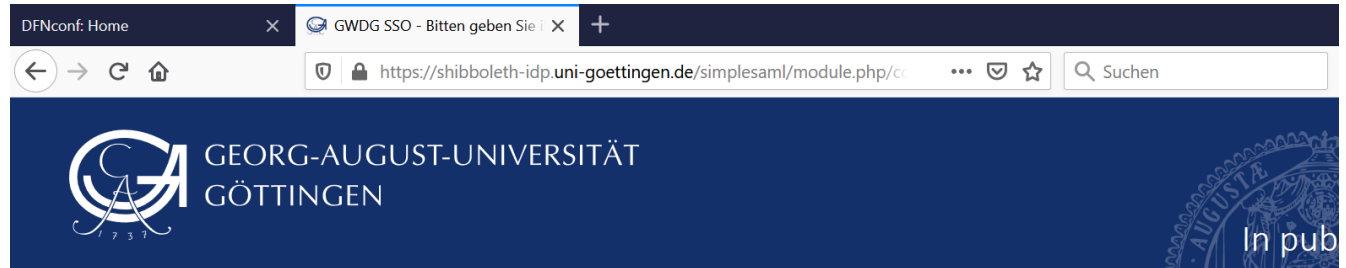 DFNconf: Home
GWDG SSO - Bitten geben Sie i
https://shibboleth-idp.uni-goettingen.de/simplesaml/module.php/cc
Suchen
GEORG-AUGUST-UNIVERSITÄT
GÖTTINGEN
1737
In pub